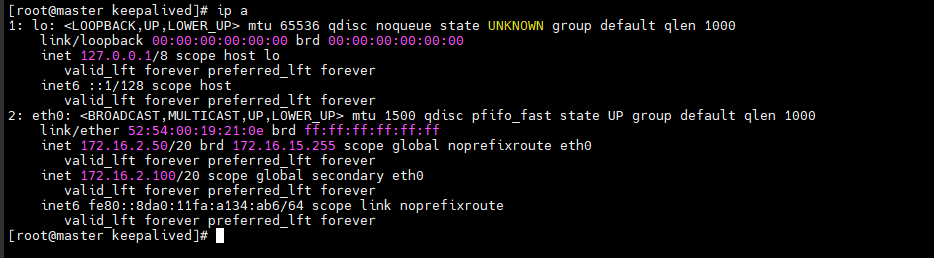 [root@master keepalived]# ip a
1: lo: <LOOPBACK,UP,LOWER_UP> mtu 65536 qdisc noqueue state UNKNOWN group default qlen 1000
    link/loopback 00:00:00:00:00:00 brd 00:00:00:00:00:00
    inet 127.0.0.1/8 scope host lo
       valid_lft forever preferred_lft forever
    inet6 ::1/128 scope host
       valid_lft forever preferred_lft forever
2: eth0: <BROADCAST,MULTICAST,UP,LOWER_UP> mtu 1500 qdisc pfifo_fast state UP group default qlen 1000
    link/ether 52:54:00:19:21:0e brd ff:ff:ff:ff:ff:ff
    inet 172.16.2.50/20 brd 172.16.15.255 scope global noprefixroute eth0
       valid_lft forever preferred_lft forever
    inet 172.16.2.100/20 scope global secondary eth0
       valid_lft forever preferred_lft forever
    inet6 fe80::8da0:11fa:a134:ab6/64 scope link noprefixroute
       valid_lft forever preferred_lft forever
[root@master keepalived]#